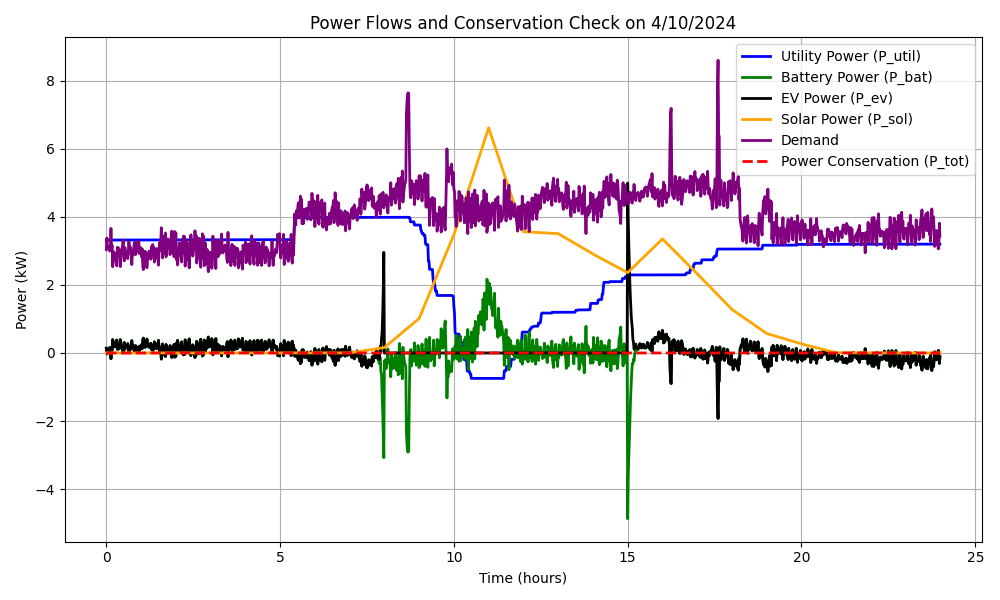 Power Flows and Conservation Check on 4/10/2024
Utility Power (P_util)
Battery Power (P_bat)
EV Power (P_ev)
Solar Power (P_sol)
Demand
Power Conservation (P_tot)
Power (kW)
8
6
4
2
0
−2
−4
0
5
10
15
20
25
Time (hours)